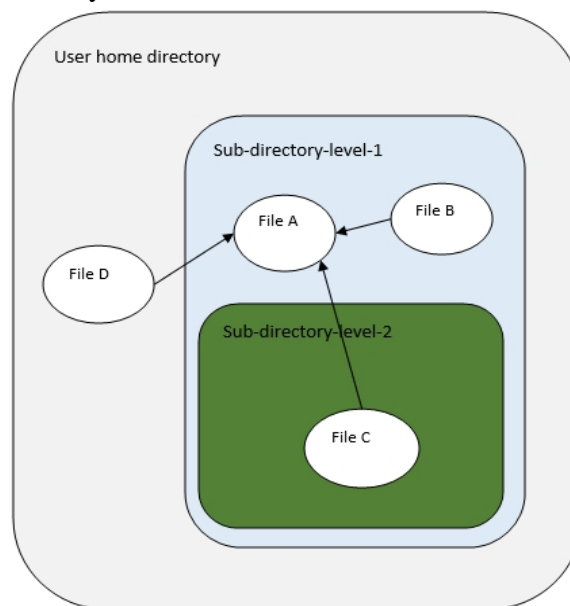 User home directory
Sub-directory-level-1
File A
File B
File D
Sub-directory-level-2
File C